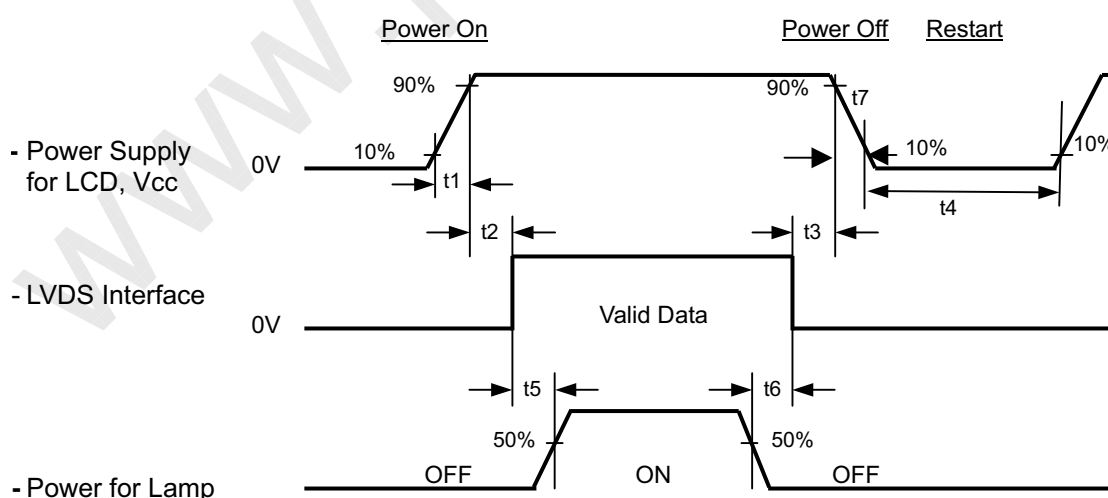 Power On
Power Off Restart
90%
90%
t7
- Power Supply
for LCD, Vcc
0V
10%
10%
10%
t1
t4
t2
t3
- LVDS Interface
0V
Valid Data
t5
t6
50%
50%
- Power for Lamp
OFF
ON
OFF